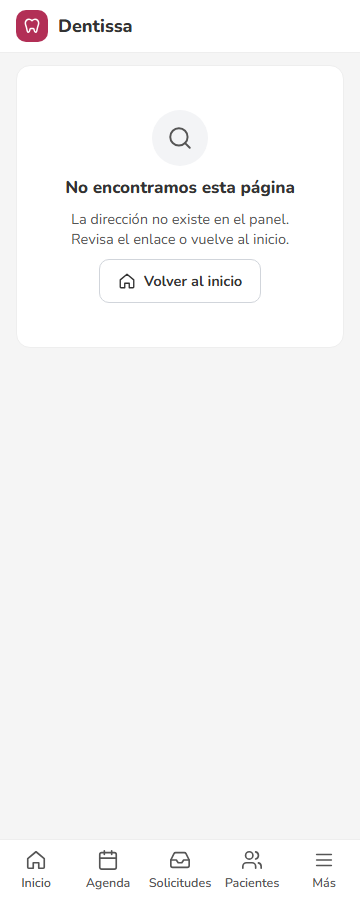 Dentissa
No encontramos esta página
La dirección no existe en el panel.
Revisa el enlace o vuelve al inicio.
Volver al inicio
Inicio
Agenda
Solicitudes
Pacientes
Más